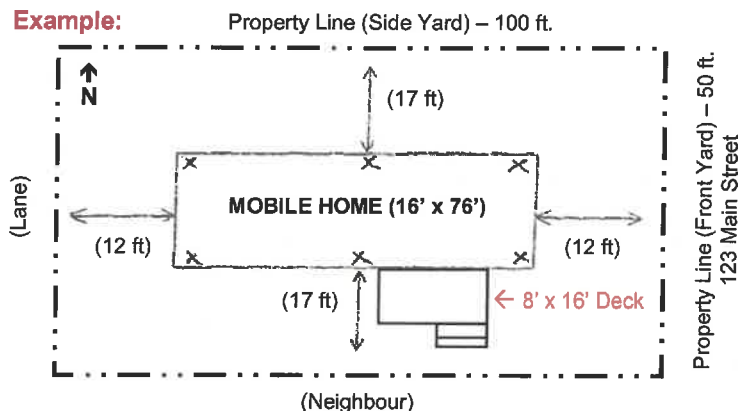 Example:
Property Line (Side Yard) – 100 ft.
N
(17 ft)
Property Line (Front Yard) – 50 ft.
123 Main Street
(Lane)
MOBILE HOME (16' x 76')
(12 ft)
(12 ft)
(17 ft)
← 8' x 16' Deck
(Neighbour)